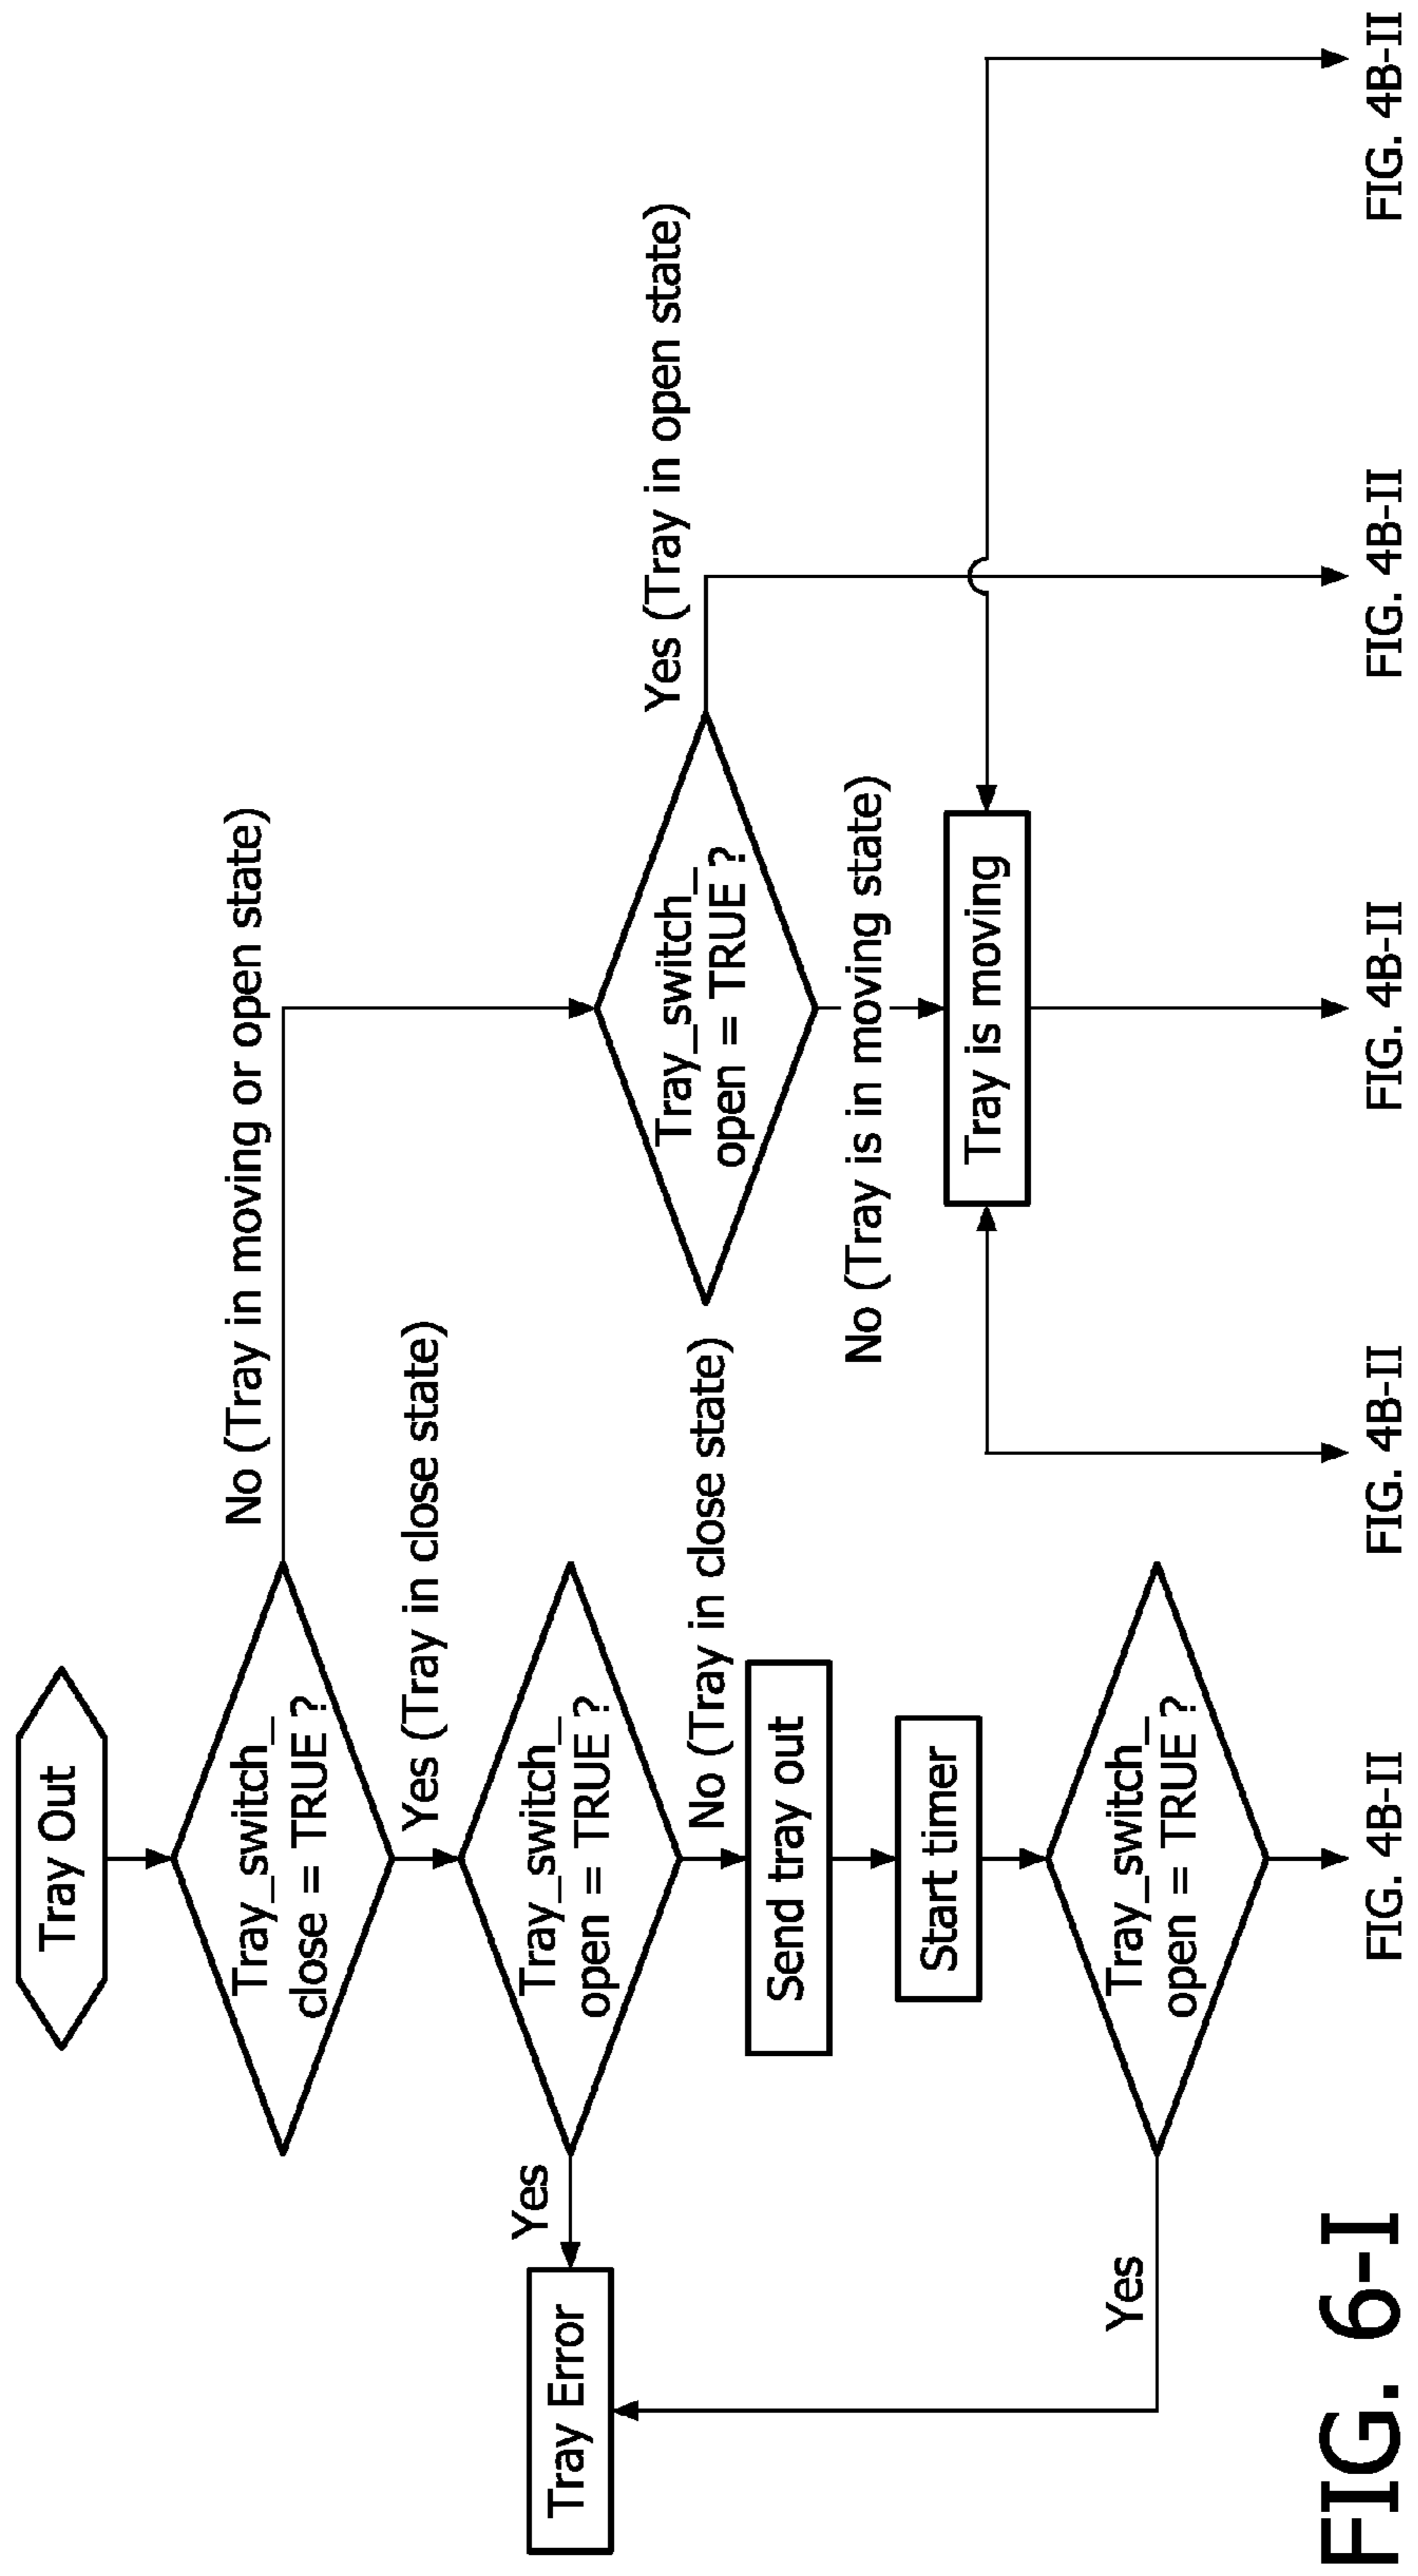 Tray Out
Tray_switch_
close = TRUE ?
No (Tray in moving or open state)
Yes (Tray in close state)
Tray_switch_
open = TRUE ?
Yes
Tray Error
No (Tray in close state)
Send tray out
Start timer
Tray_switch_
open = TRUE ?
Yes
Tray_switch_
open = TRUE ?
Yes (Tray in open state)
No (Tray is in moving state)
Tray is moving
FIG. 4B-II
FIG. 4B-II
FIG. 4B-II
FIG. 4B-II
FIG. 4B-II
FIG. 6-I